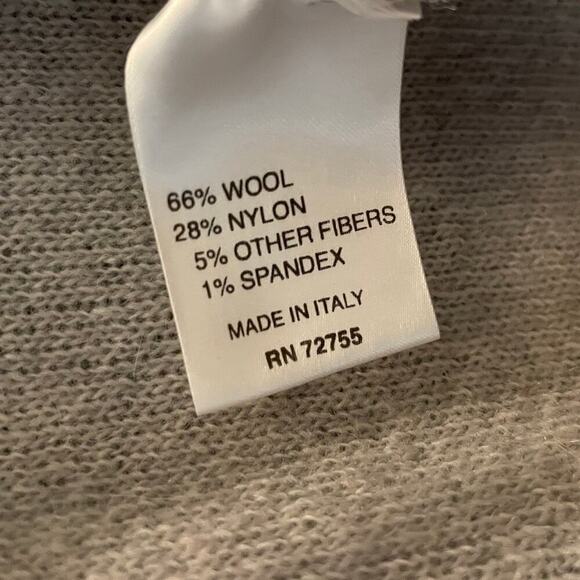 66% WOOL
28% NYLON
5% OTHER FIBERS
1% SPANDEX
MADE IN ITALY
RN 72755